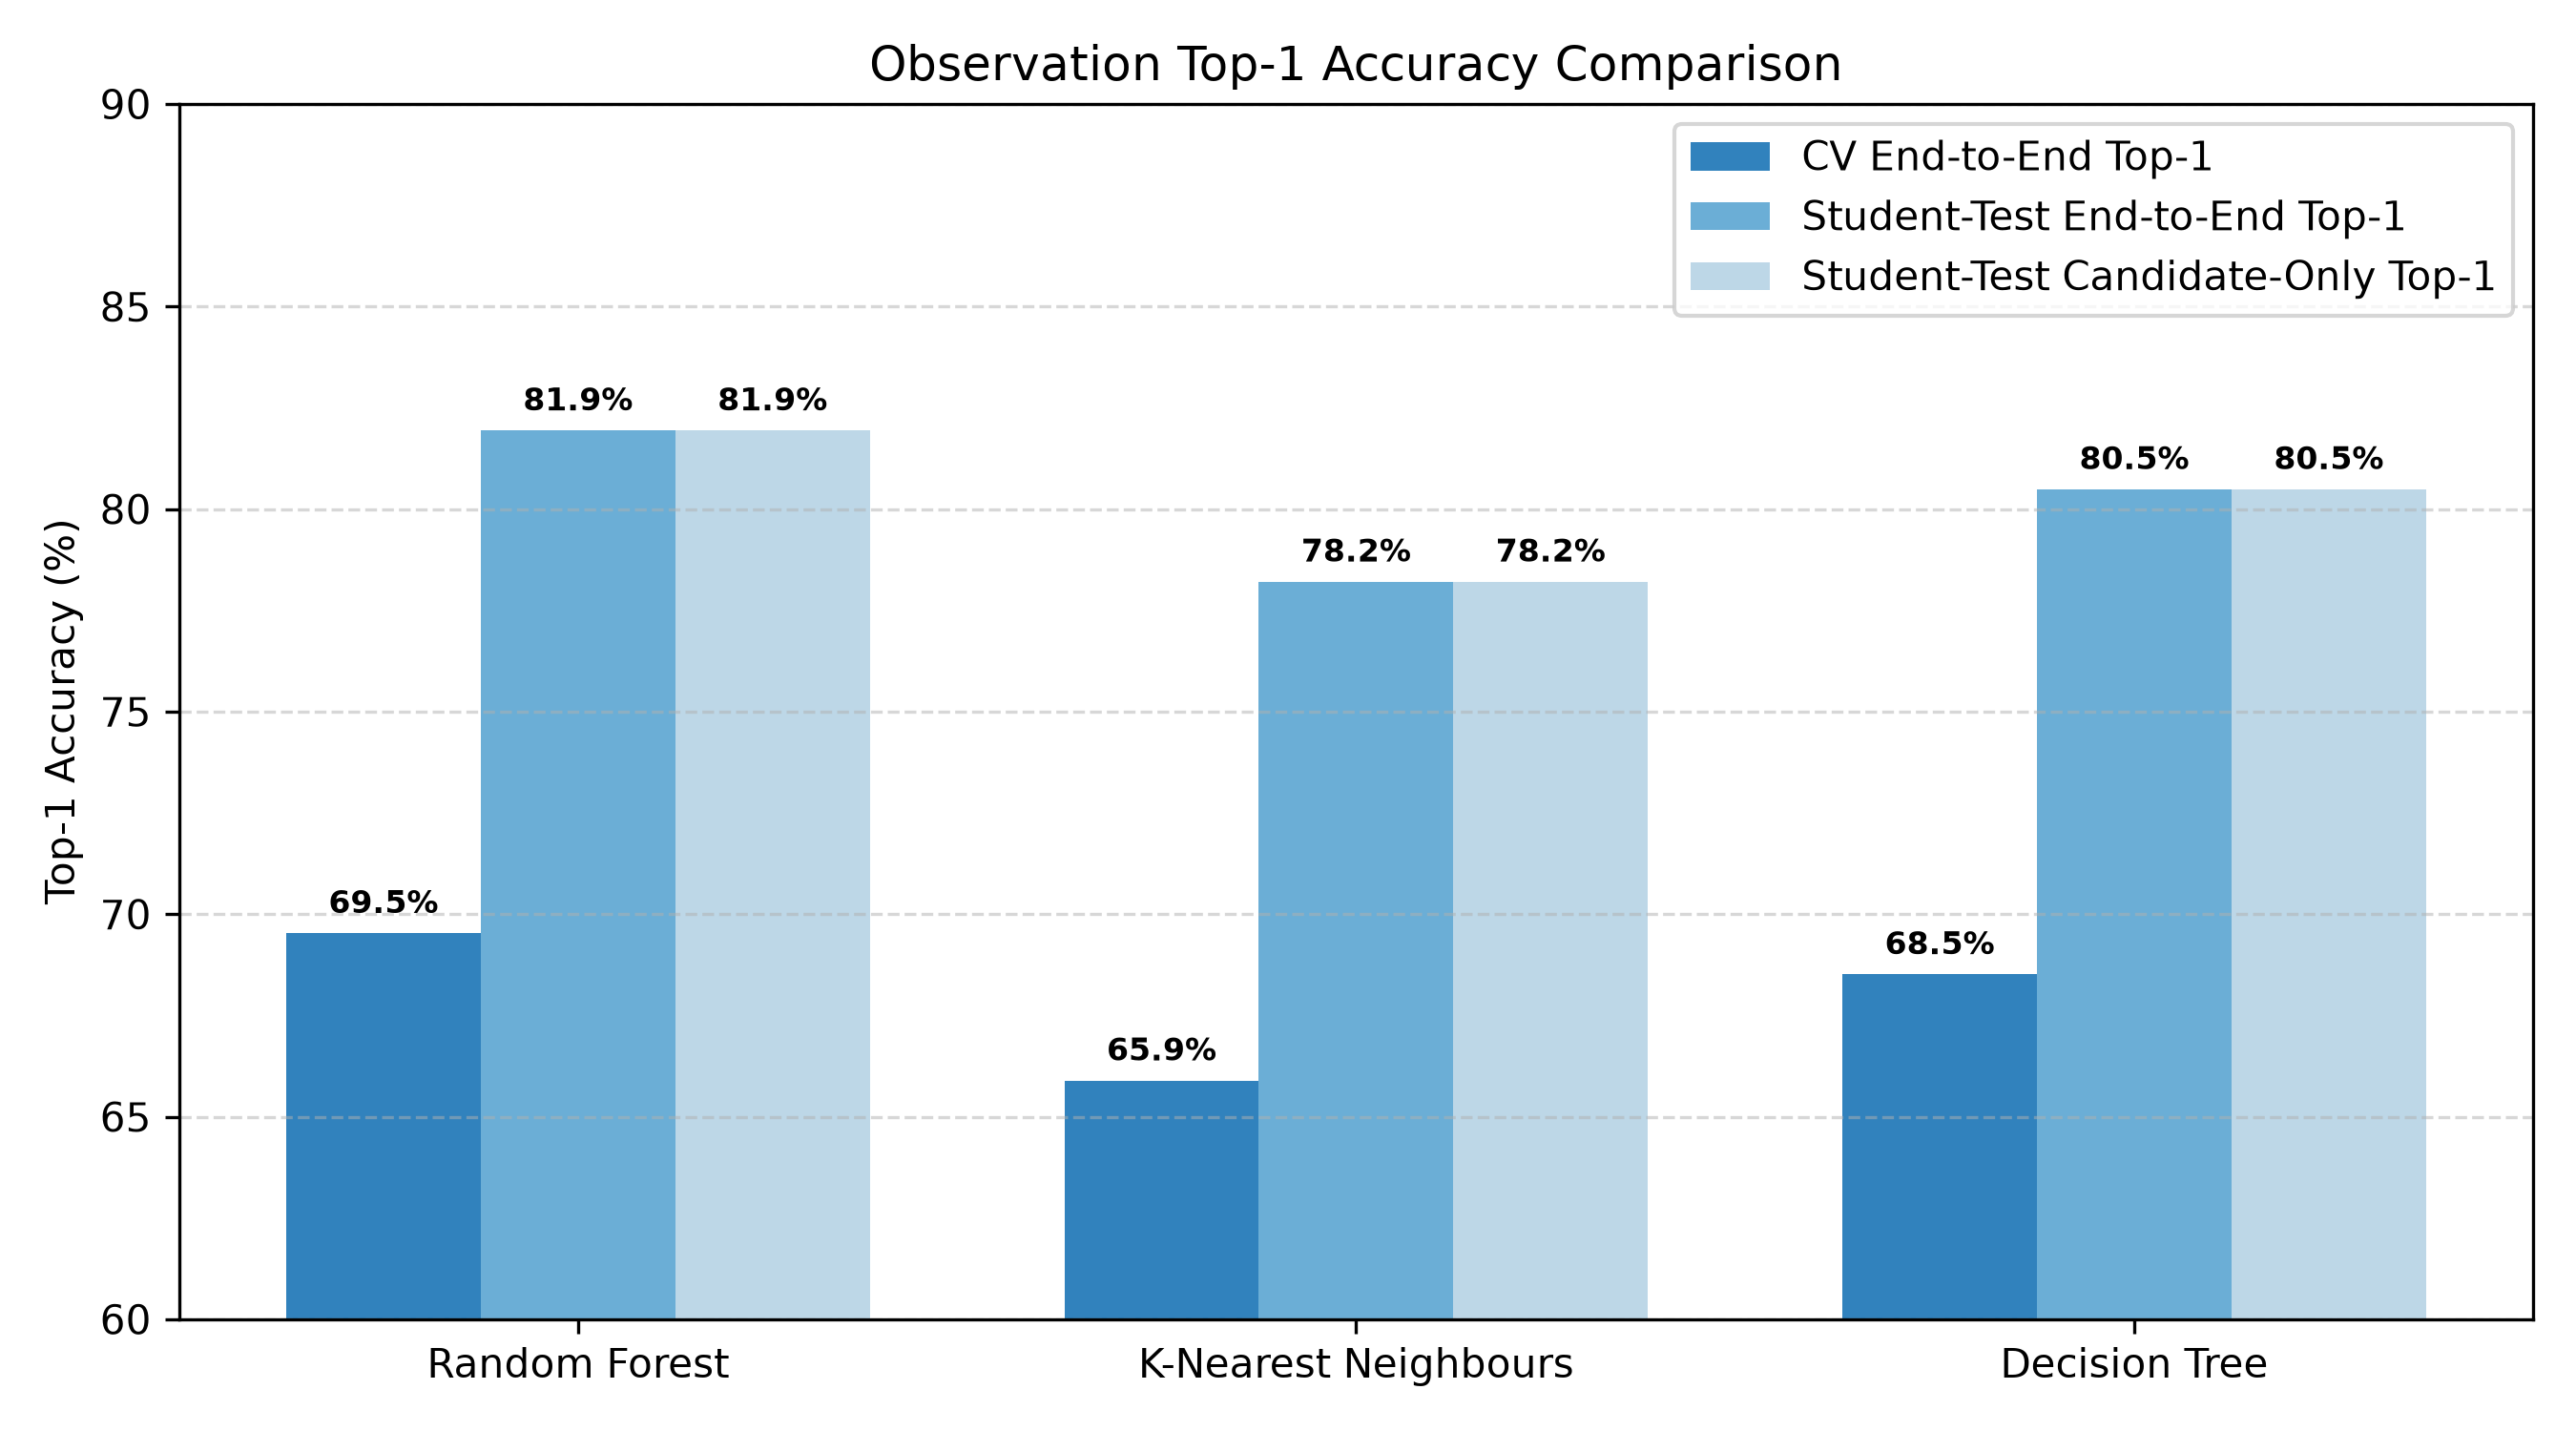 Observation Top-1 Accuracy Comparison
CV End-to-End Top-1
Student-Test End-to-End Top-1
Student-Test Candidate-Only Top-1
Top-1 Accuracy (%)
90
85
80
75
70
65
60
69.5%
81.9%
81.9%
65.9%
78.2%
78.2%
68.5%
80.5%
80.5%
Random Forest
K-Nearest Neighbours
Decision Tree